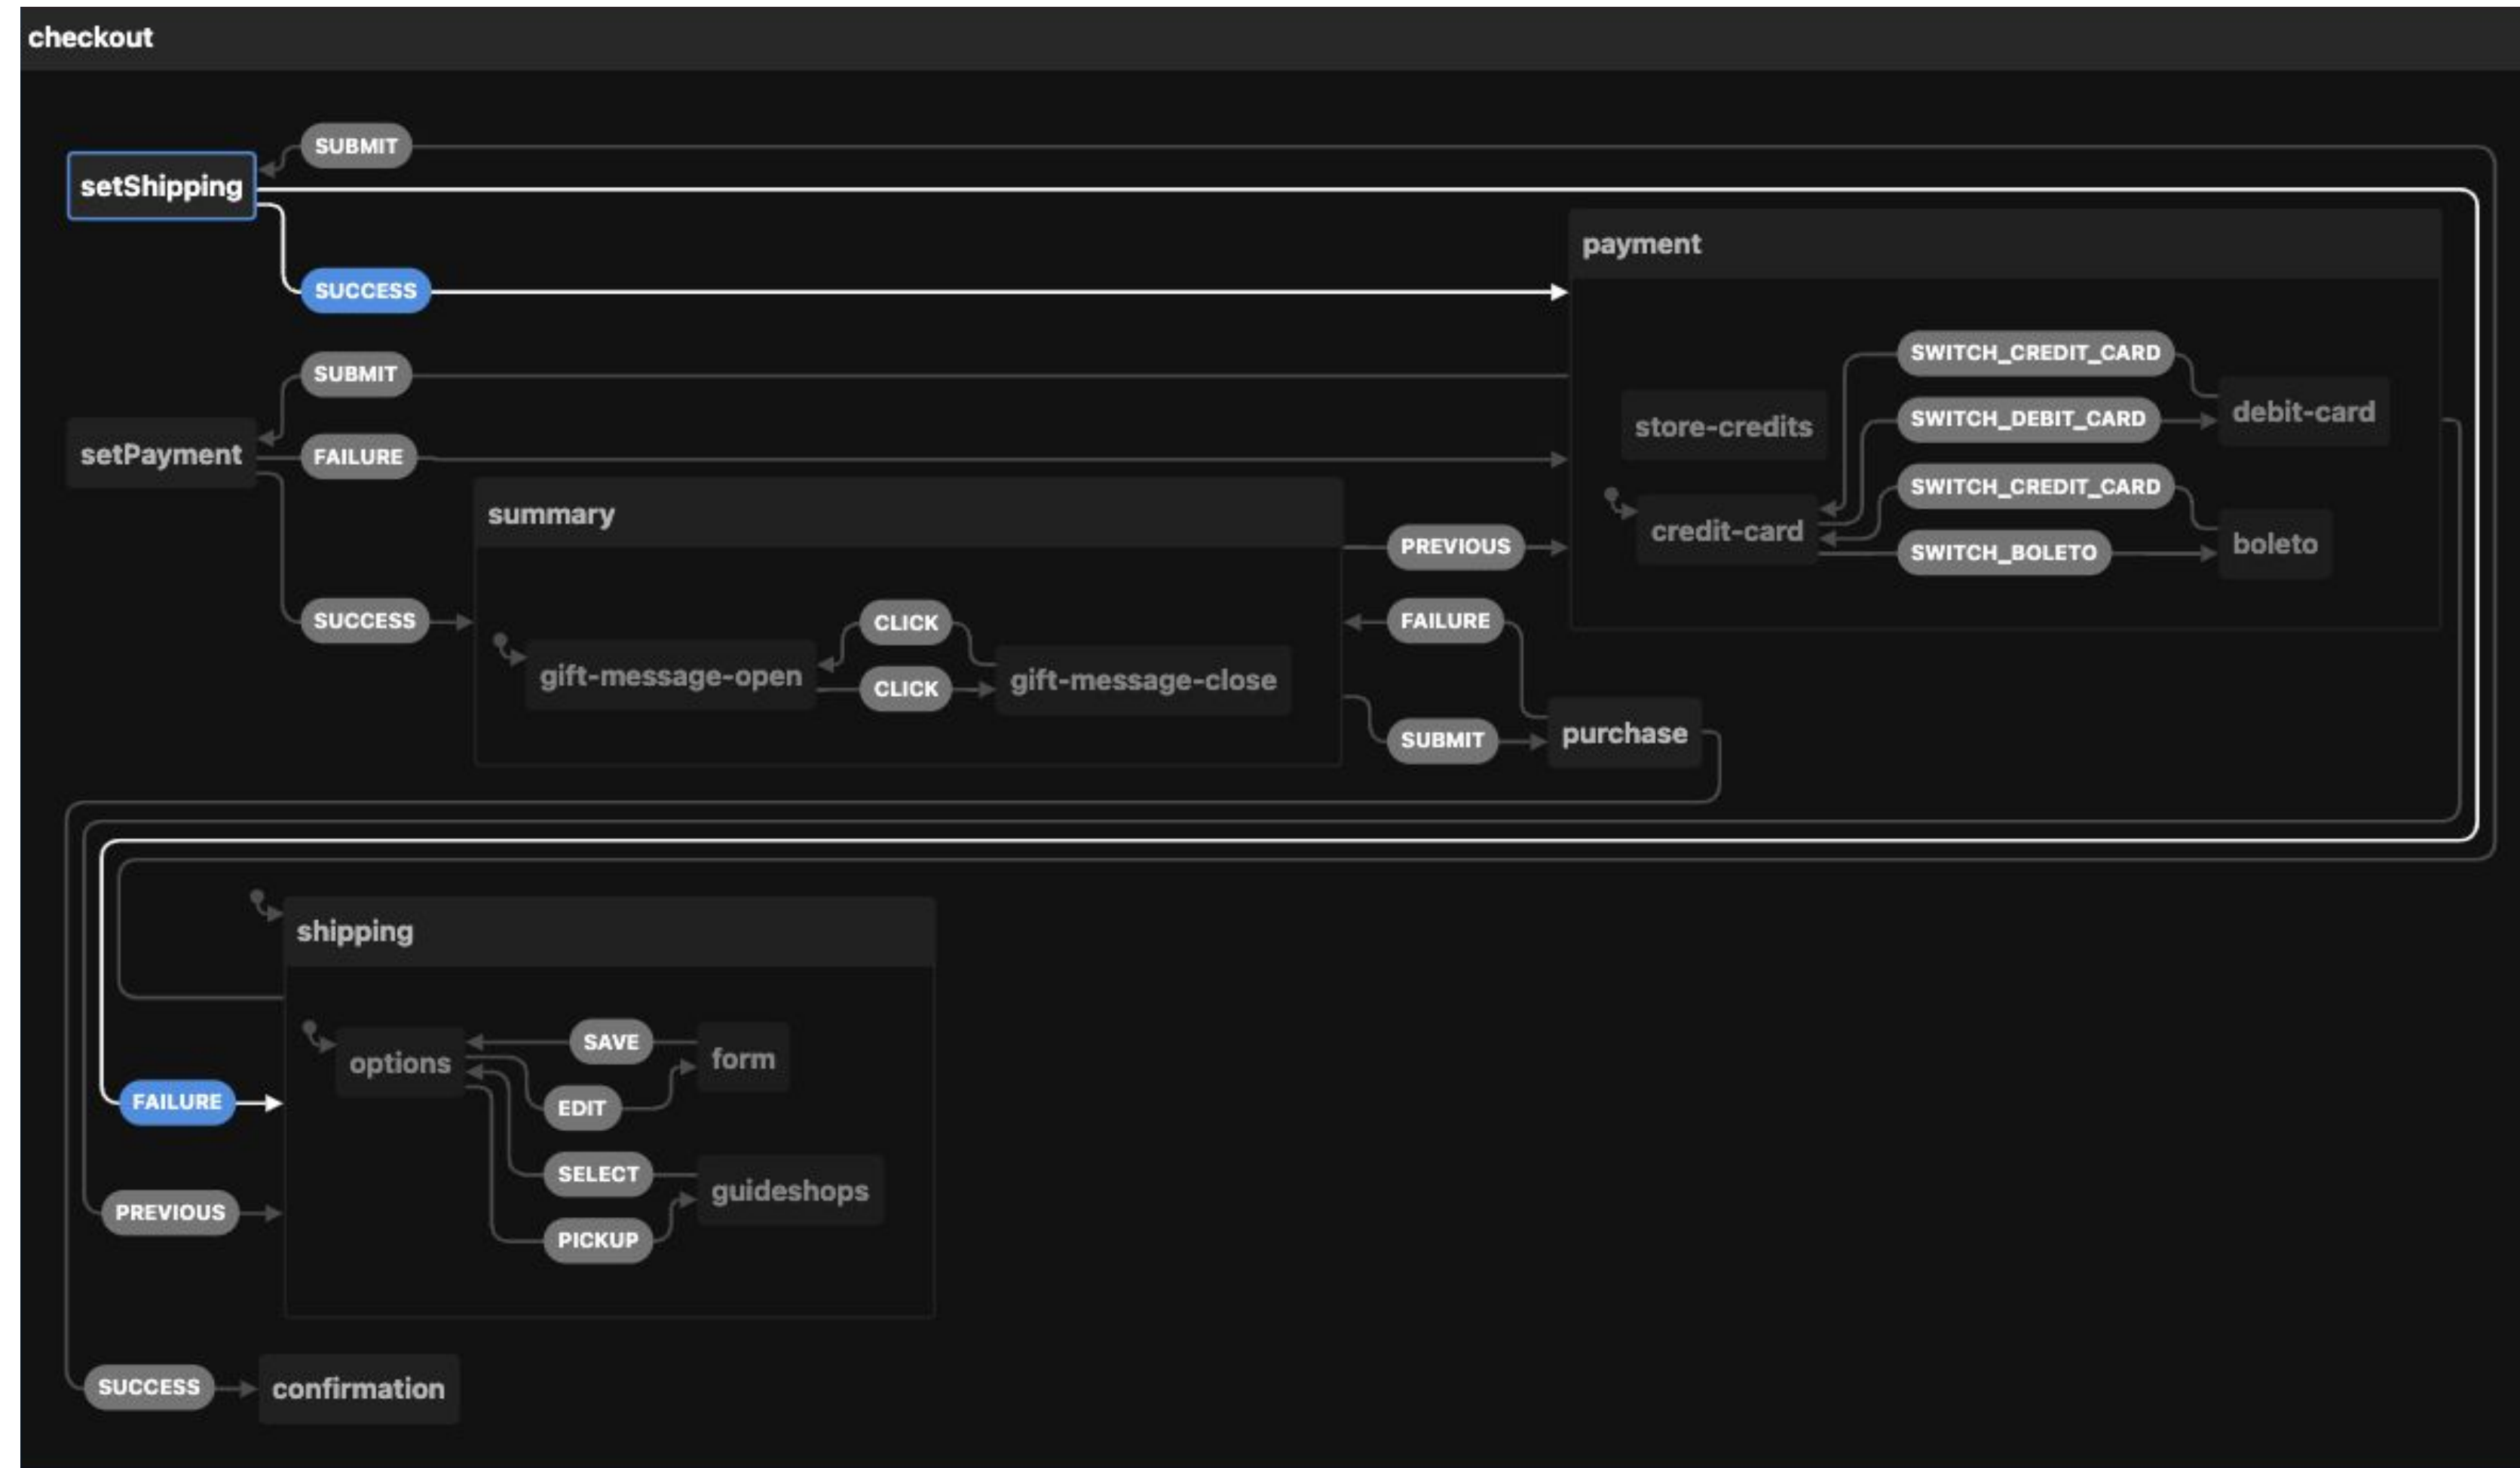 checkout
SUBMIT
setShipping
payment
SUCCESS
SWITCH_CREDIT_CARD
SUBMIT
debit-card
SWITCH_DEBIT_CARD
store-credits
setPayment
FAILURE
SWITCH_CREDIT_CARD
summary
credit-card
PREVIOUS
boleto
SWITCH_BOLETO
SUCCESS
CLICK
FAILURE
gift-message-open
gift-message-close
CLICK
purchase
SUBMIT
shipping
SAVE
options
form
FAILURE
EDIT
SELECT
guideshops
PREVIOUS
PICKUP
SUCCESS
confirmation